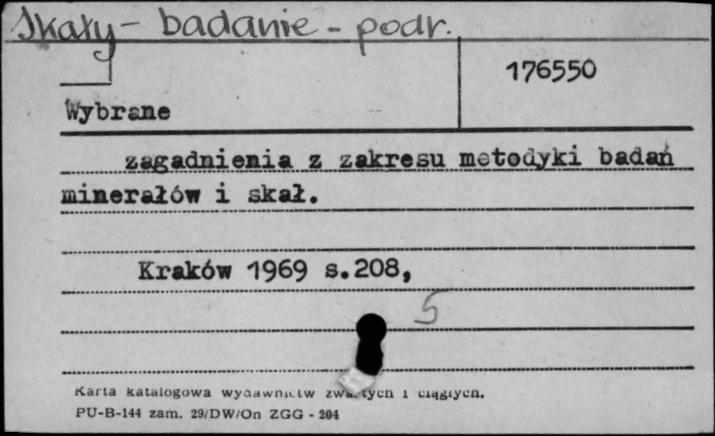 Skały - badanie - podr.
176550
Wybrane
zagadnienia z zakresu metodyki badań
minerałów i skał.
Kraków 1969 s.208,
5
Karta katalogowa wydawnictw zwartych i ciągłych.
PU-B-144 zam. 29/DW/On ZGG - 204